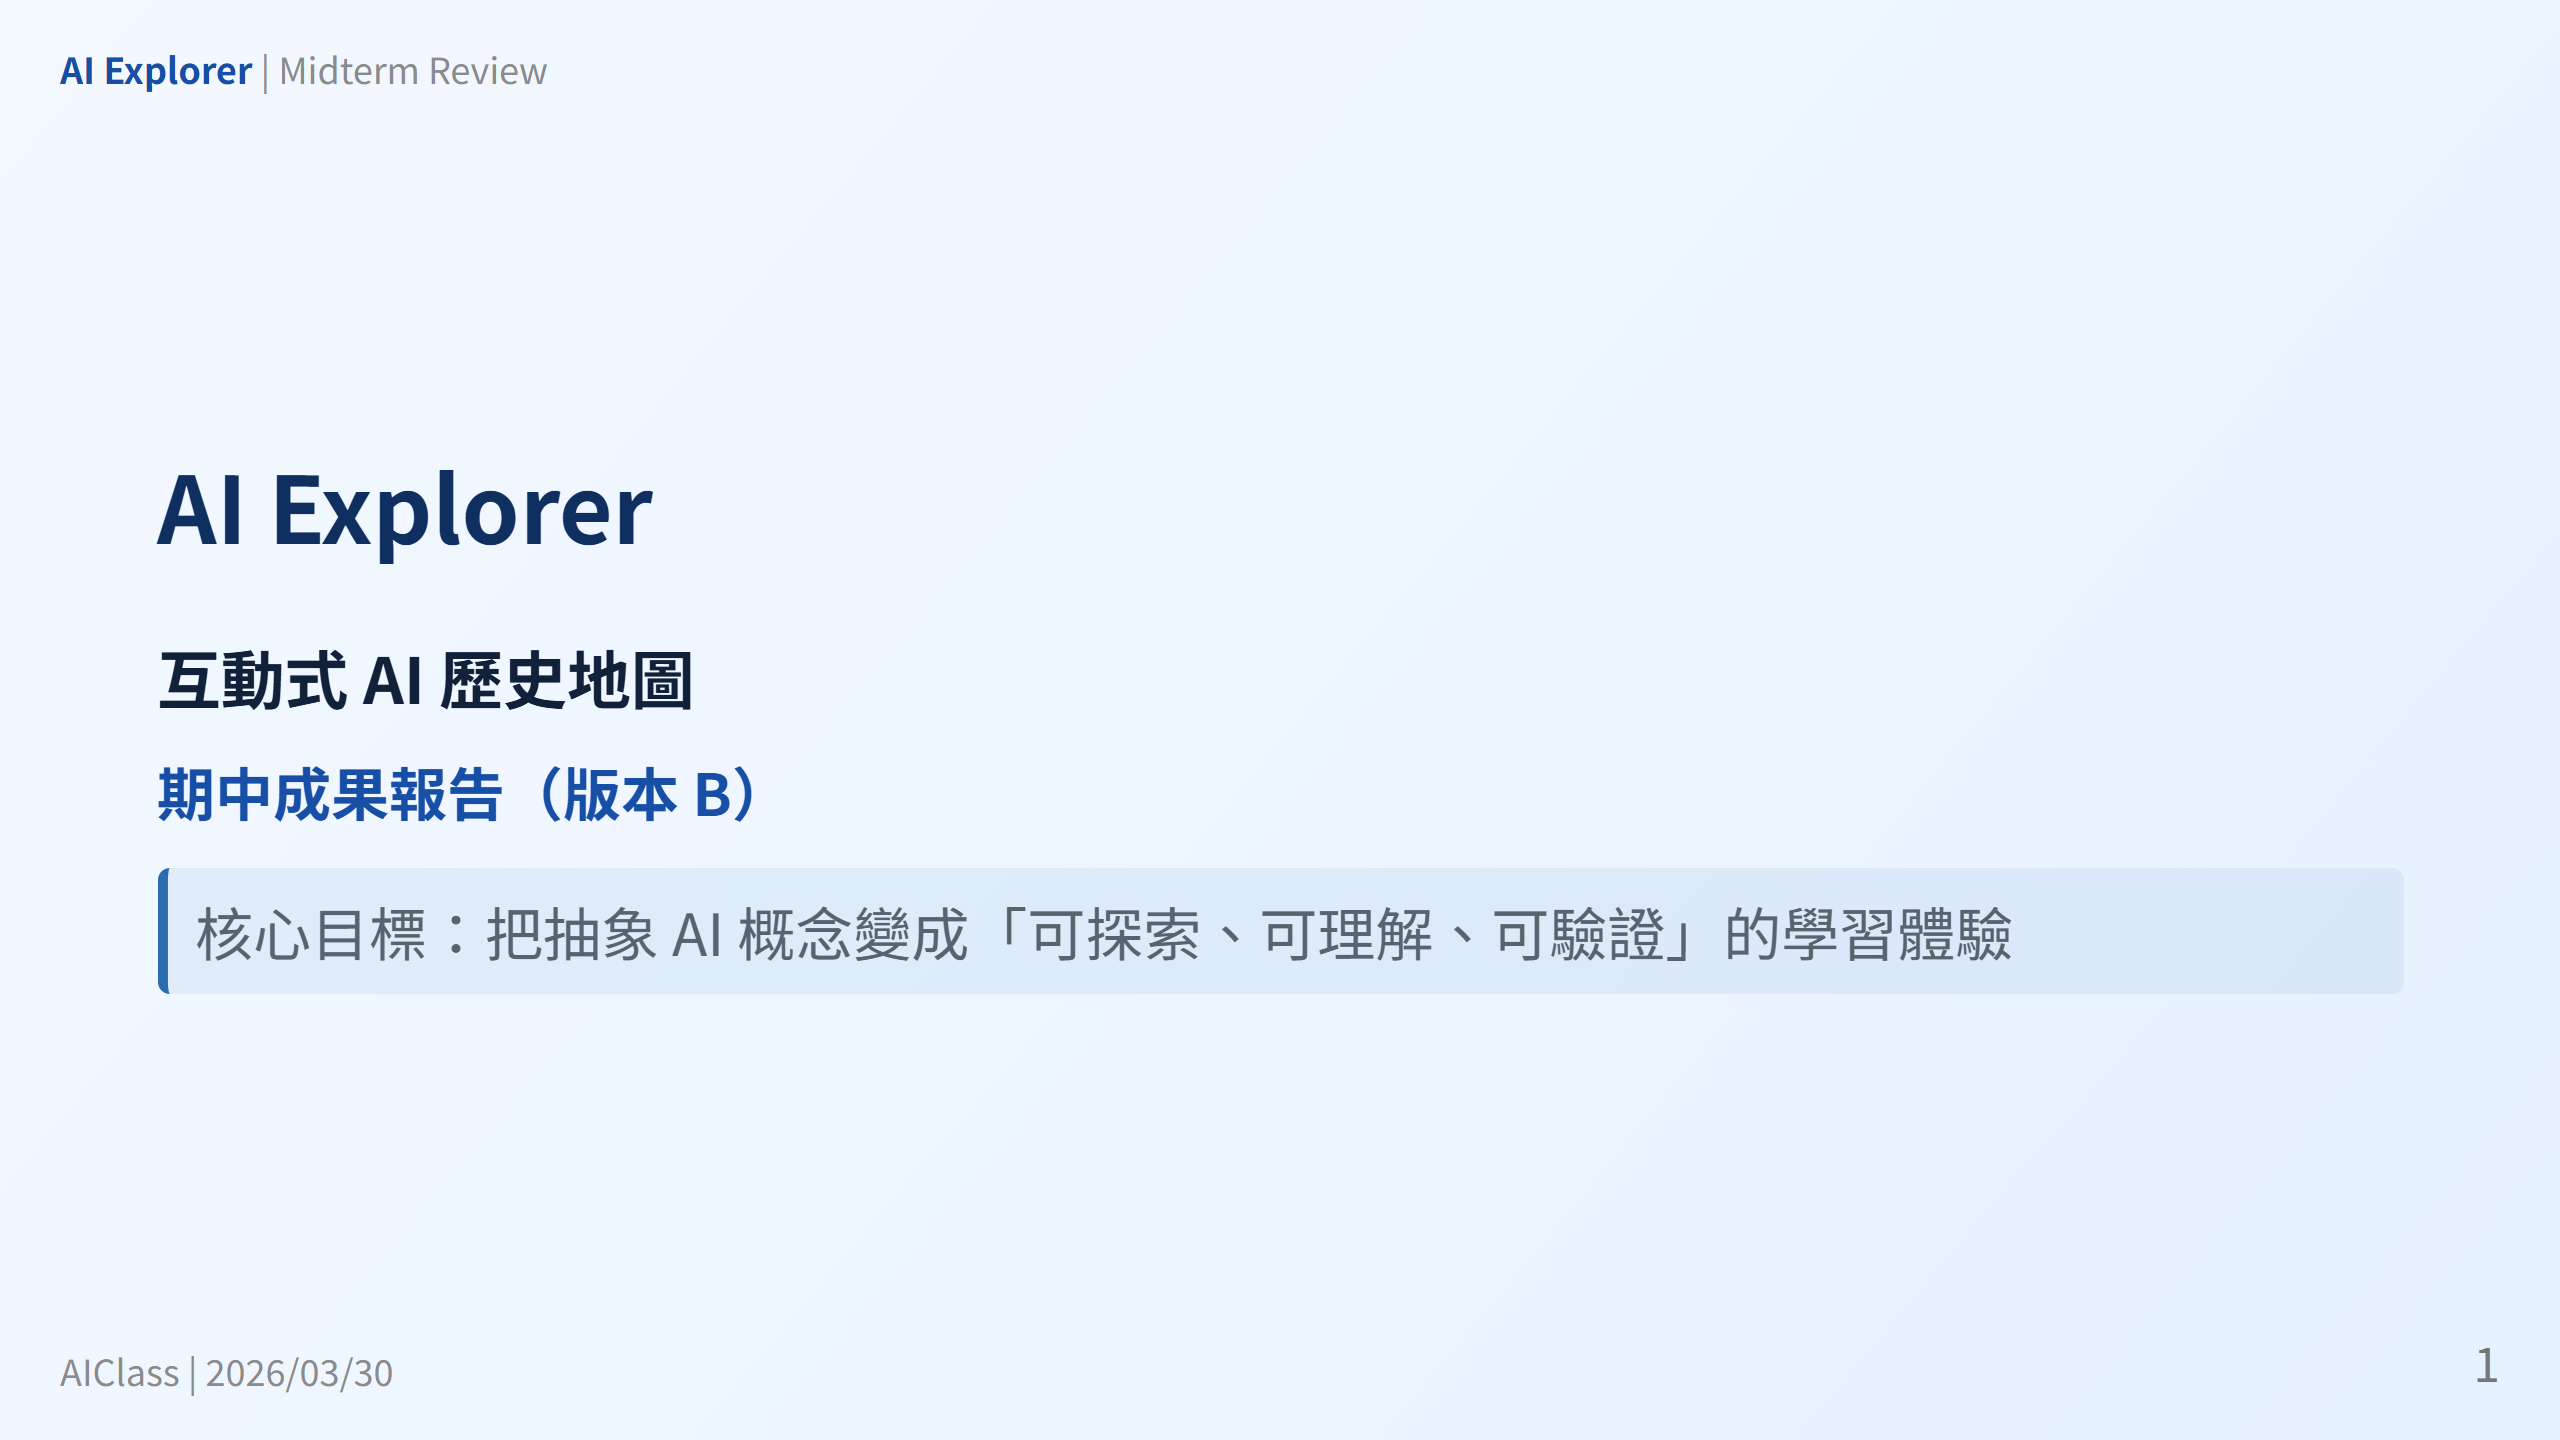 AI Explorer | Midterm Review
AI Explorer
互動式 AI 歷史地圖
期中成果報告（版本 B）
核心目標：把抽象 AI 概念變成「可探索、可理解、可驗證」的學習體驗
AIClass | 2026/03/30
1